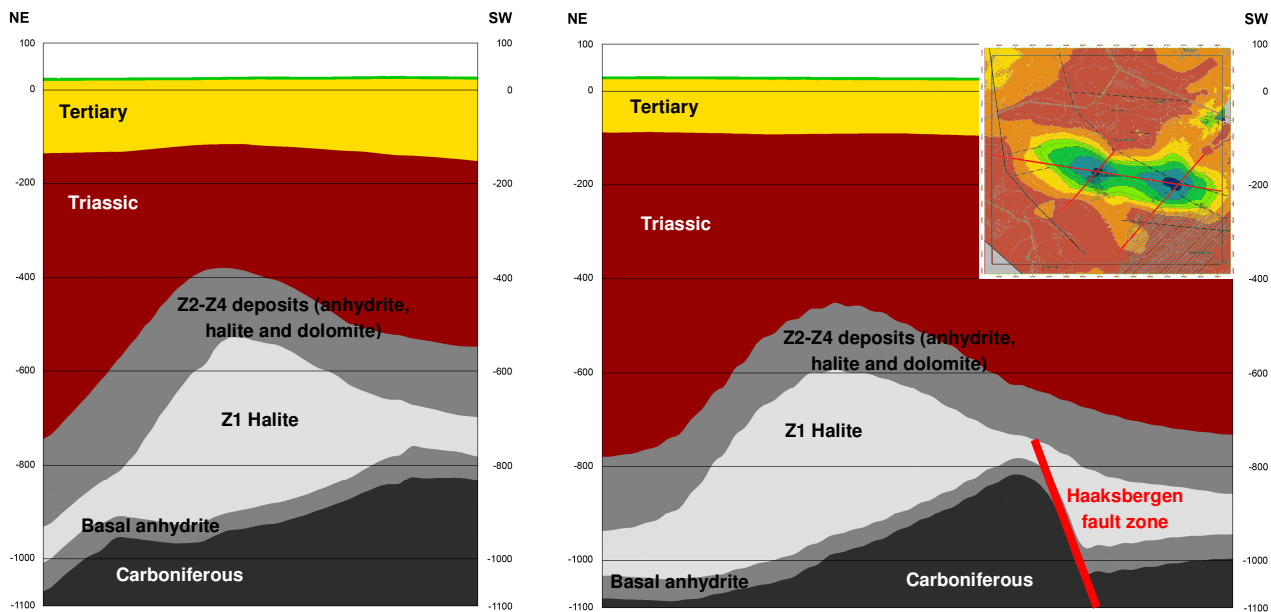 NE
SW
100
0
-200
-400
-600
-800
-1000
-1100
100
0
-200
-400
-600
-800
-1000
-1100
Tertiary
Triassic
Z2-Z4 deposits (anhydrite,
halite and dolomite)
Z1 Halite
Basal anhydrite
Carboniferous
NE
SW
100
0
-200
-400
-600
-800
-1000
-1100
100
0
-200
-400
-600
-800
-1000
-1100
Tertiary
Triassic
Z2-Z4 deposits (anhydrite,
halite and dolomite)
Z1 Halite
Haaksbergen
fault zone
Basal anhydrite
Carboniferous